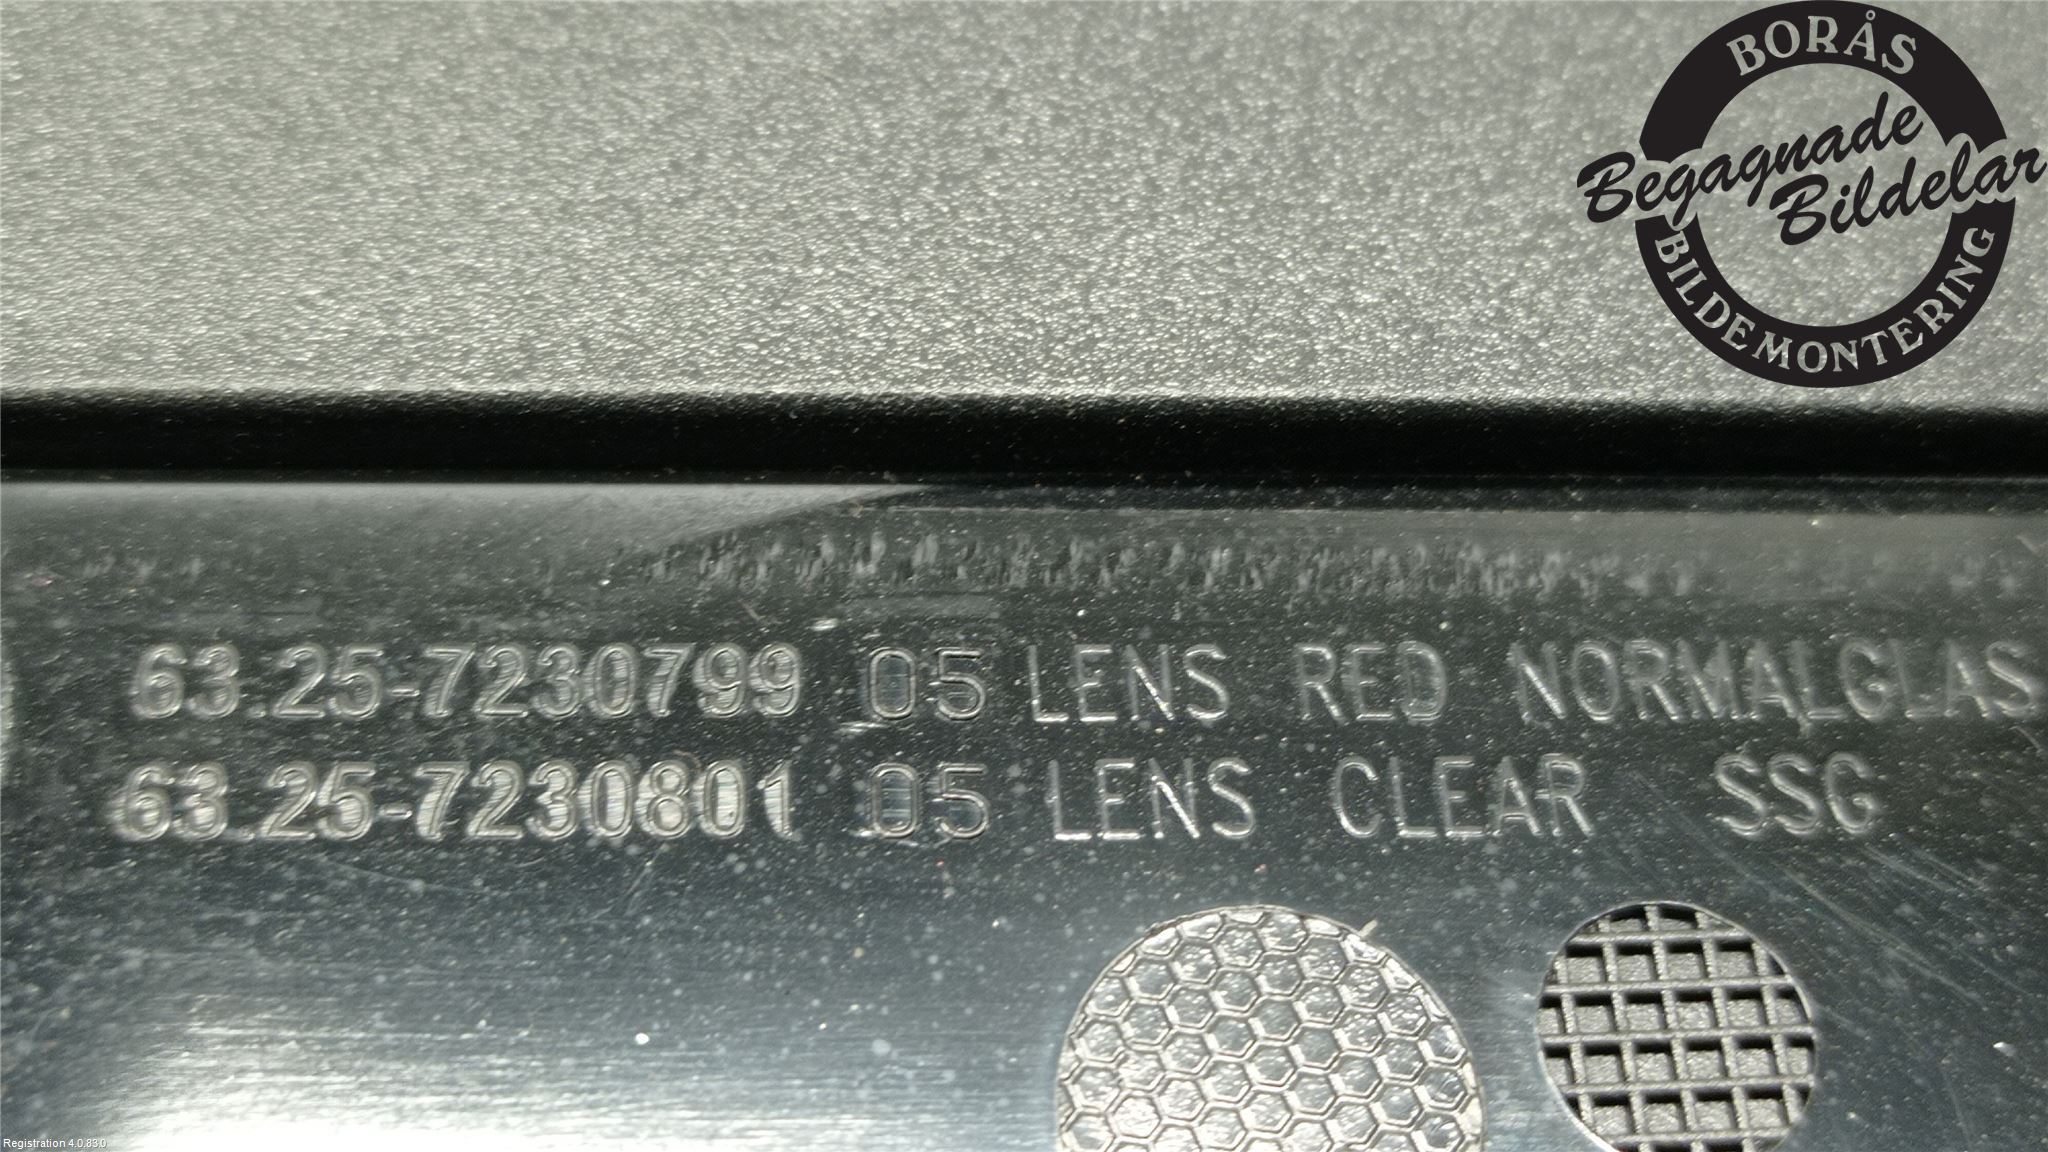 BORÅS
Begagnade
Bildelar
BILDEMONTERING
63.25-7230799 05 LENS RED NORMALGLAS
63.25-7230801 05 LENS CLEAR SSG
Registration 4.0.83.0